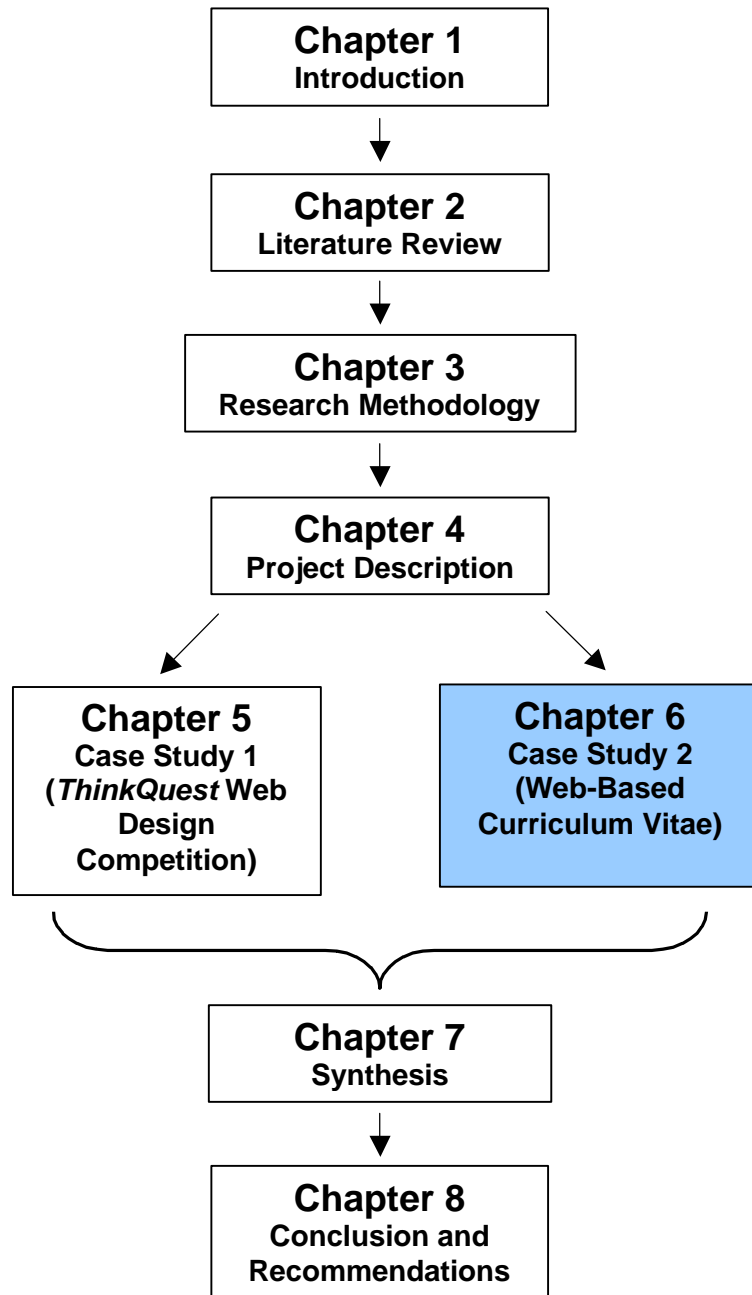 Chapter 1
Introduction
Chapter 2
Literature Review
Chapter 3
Research Methodology
Chapter 4
Project Description
Chapter 5
Case Study 1
(ThinkQuest Web
Design
Competition)
Chapter 6
Case Study 2
(Web-Based
Curriculum Vitae)
Chapter 7
Synthesis
Chapter 8
Conclusion and
Recommendations